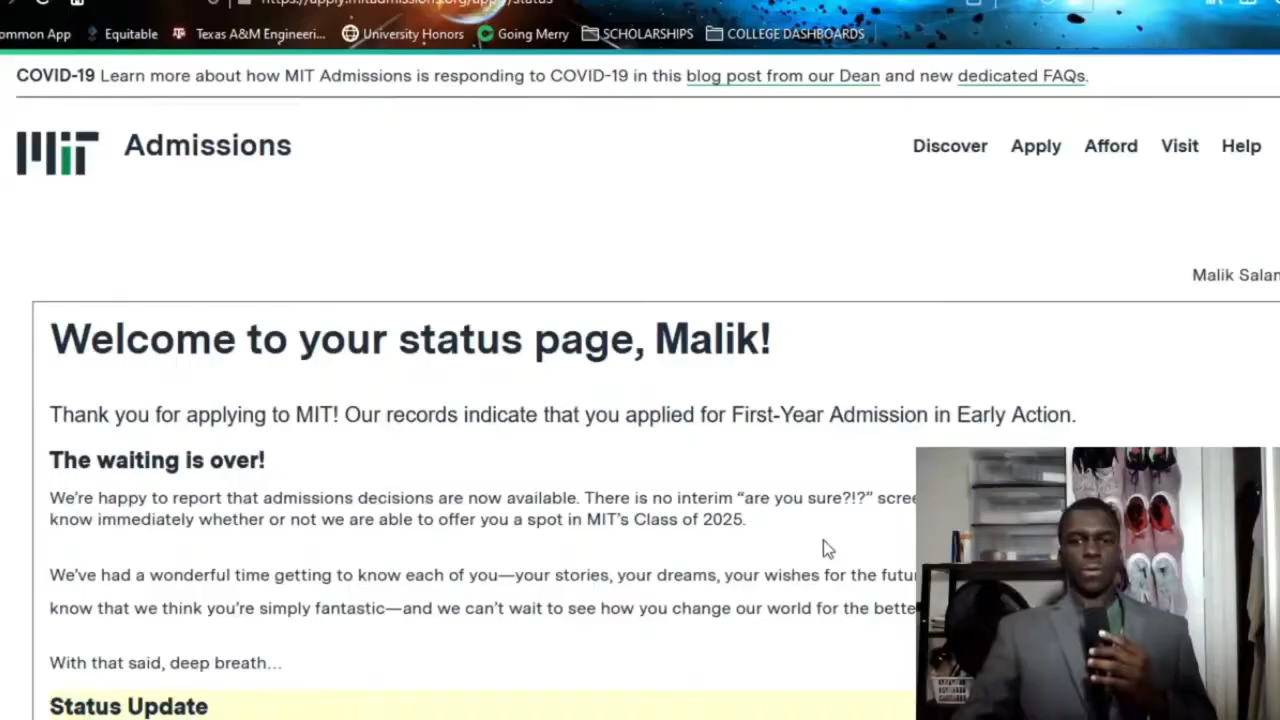 ommon App Equitable Texas A&M Engineeri... University Honors Going Merry SCHOLARSHIPS COLLEGE DASHBOARDS
COVID-19 Learn more about how MIT Admissions is responding to COVID-19 in this blog post from our Dean and new dedicated FAQs.
MIT Admissions Discover Apply Afford Visit Help
Malik Salan
Welcome to your status page, Malik!
Thank you for applying to MIT! Our records indicate that you applied for First-Year Admission in Early Action.
The waiting is over!
We're happy to report that admissions decisions are now available. There is no interim “are you sure?!?” scree
know immediately whether or not we are able to offer you a spot in MIT's Class of 2025.
We've had a wonderful time getting to know each of you—your stories, your dreams, your wishes for the futur
know that we think you're simply fantastic—and we can't wait to see how you change our world for the bette
With that said, deep breath...
Status Update